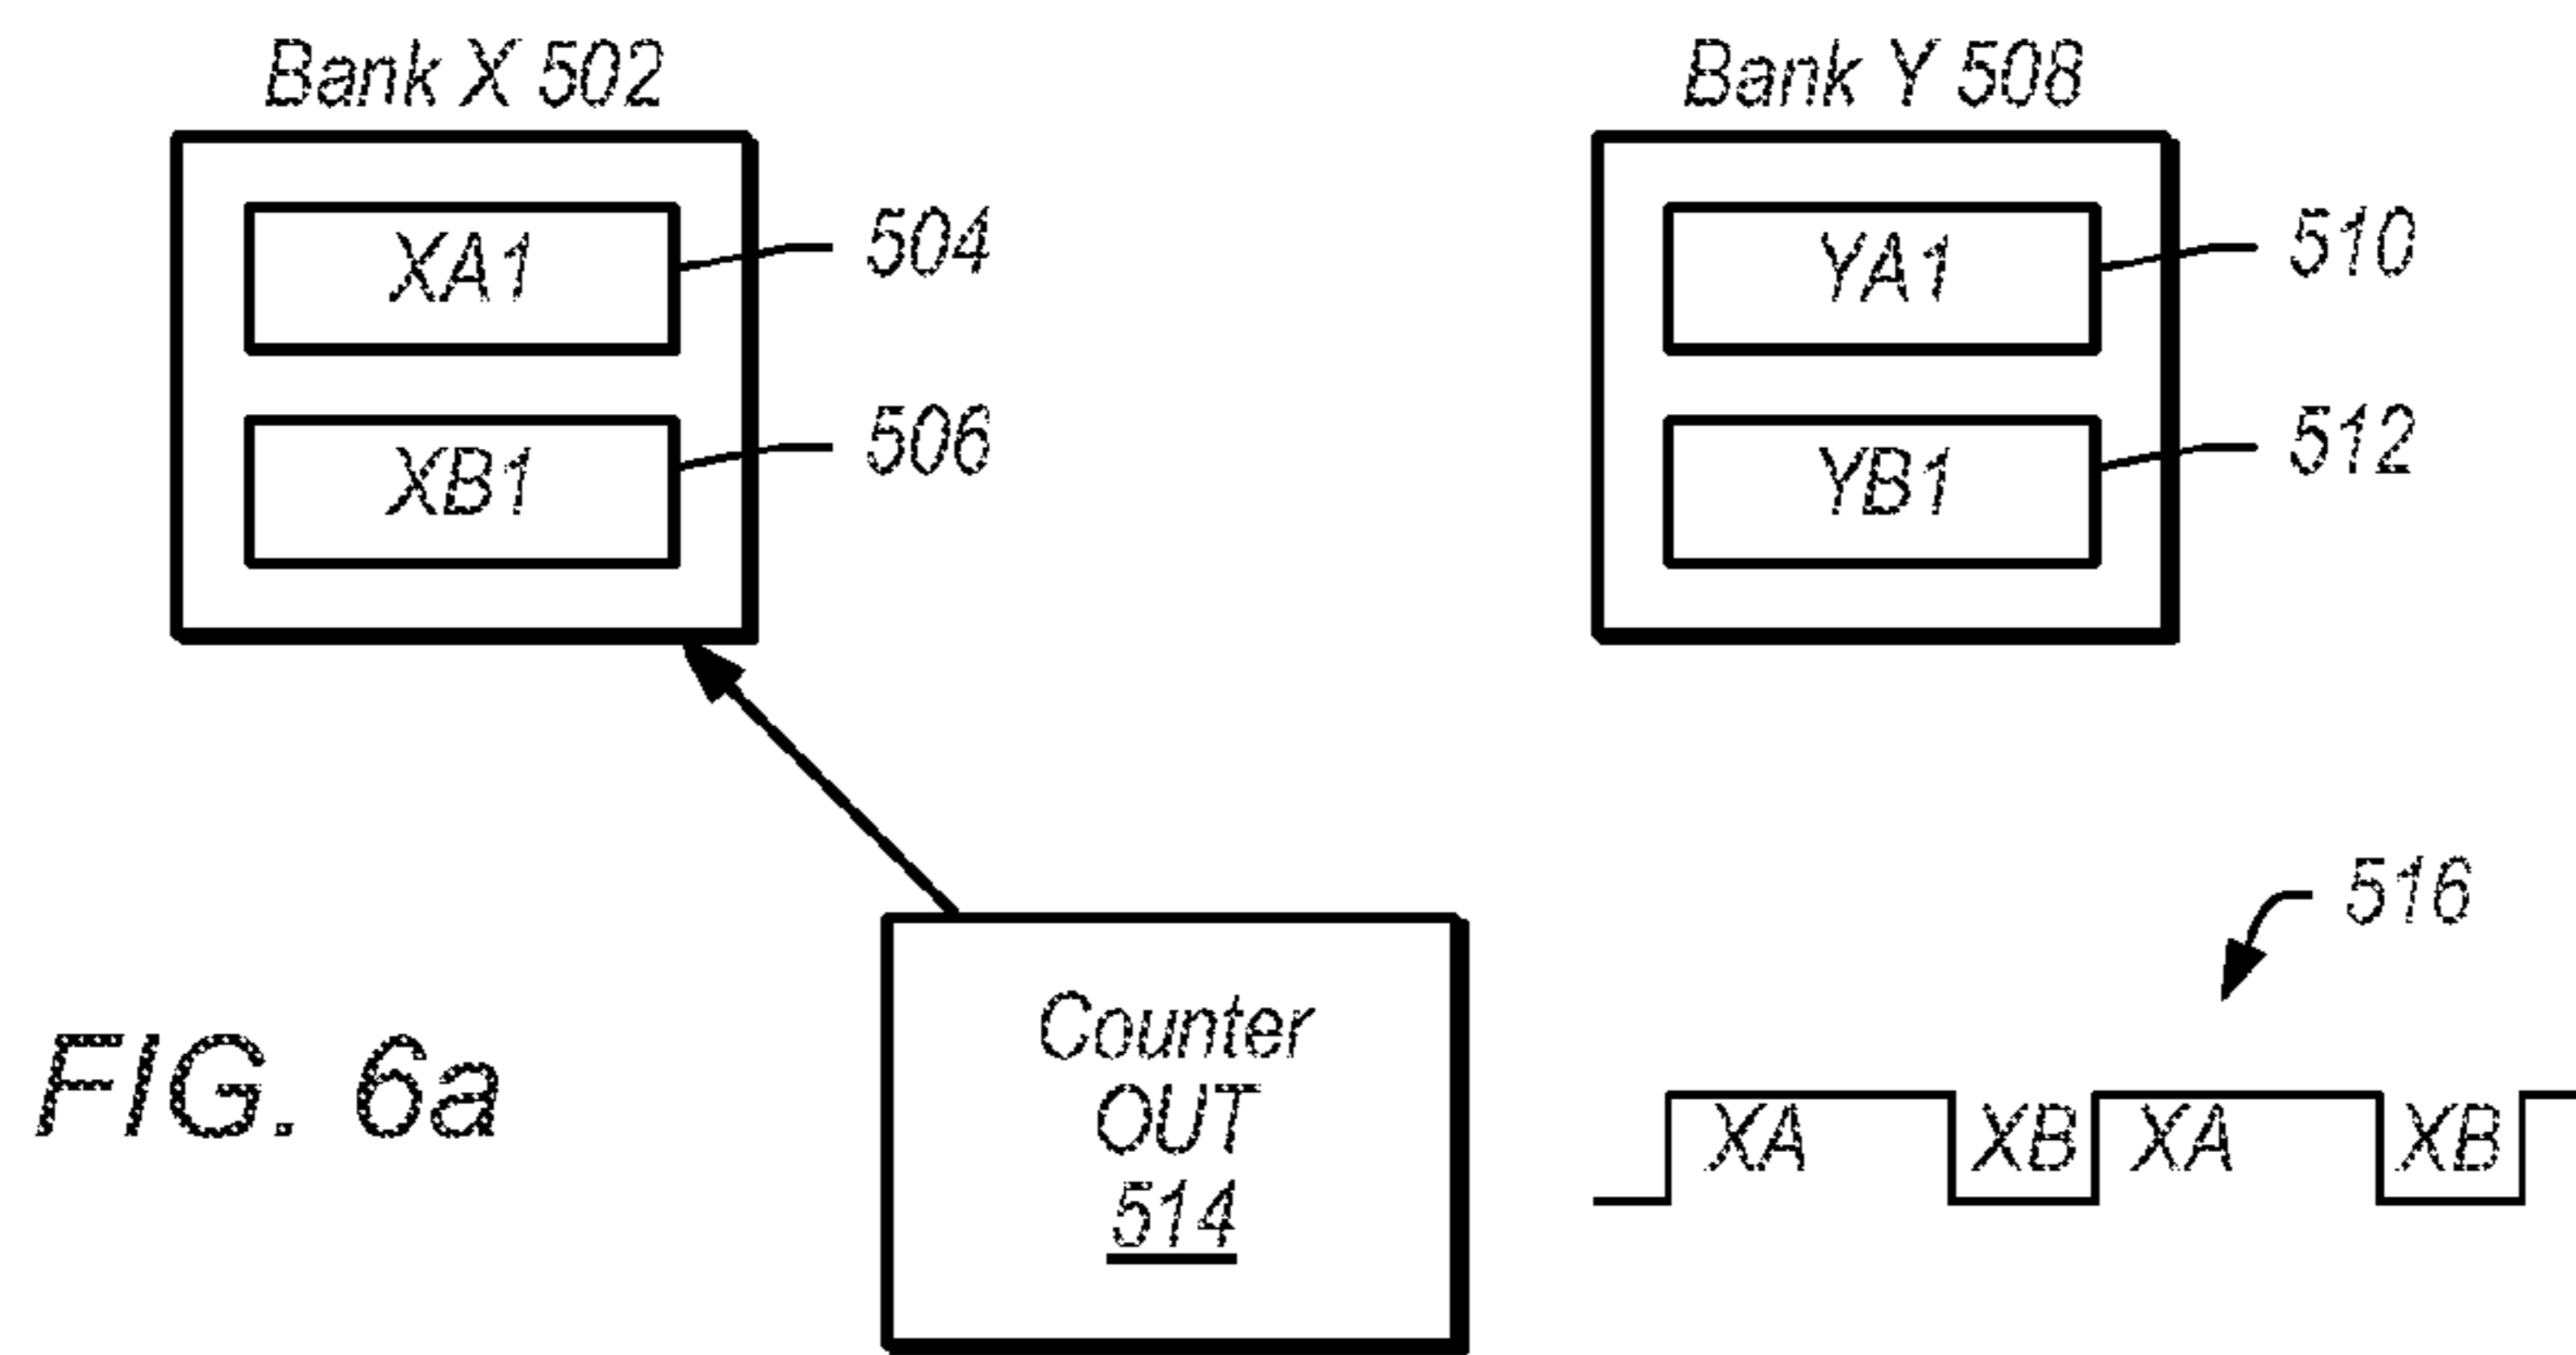 Bank X 502
Bank Y 508
XA1
504
YA1
510
XB1
506
YB1
512
516
Counter
OUT
514
XA
XB
XA
XB
FIG. 6a